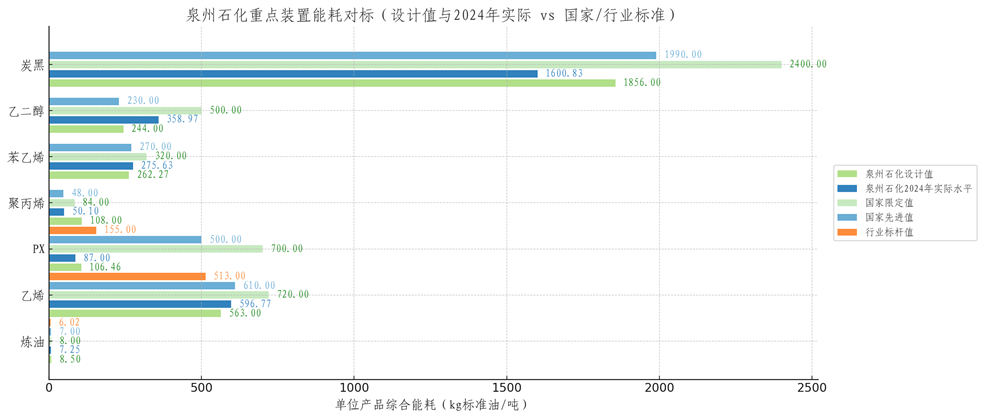 泉州石化重点装置能耗对标（设计值与2024年实际 vs 国家/行业标准）
炭黑
1990.00
2400.00
1600.83
1856.00
乙二醇
230.00
500.00
358.97
244.00
苯乙烯
270.00
320.00
275.63
262.27
聚丙烯
48.00
84.00
50.10
108.00
PX
155.00
500.00
700.00
87.00
106.46
乙烯
513.00
610.00
720.00
596.77
563.00
炼油
6.02
7.00
8.00
7.25
8.50
0 500 1000 1500 2000 2500
单位产品综合能耗（kg标准油/吨）
泉州石化设计值
泉州石化2024年实际水平
国家限定值
国家先进值
行业标杆值